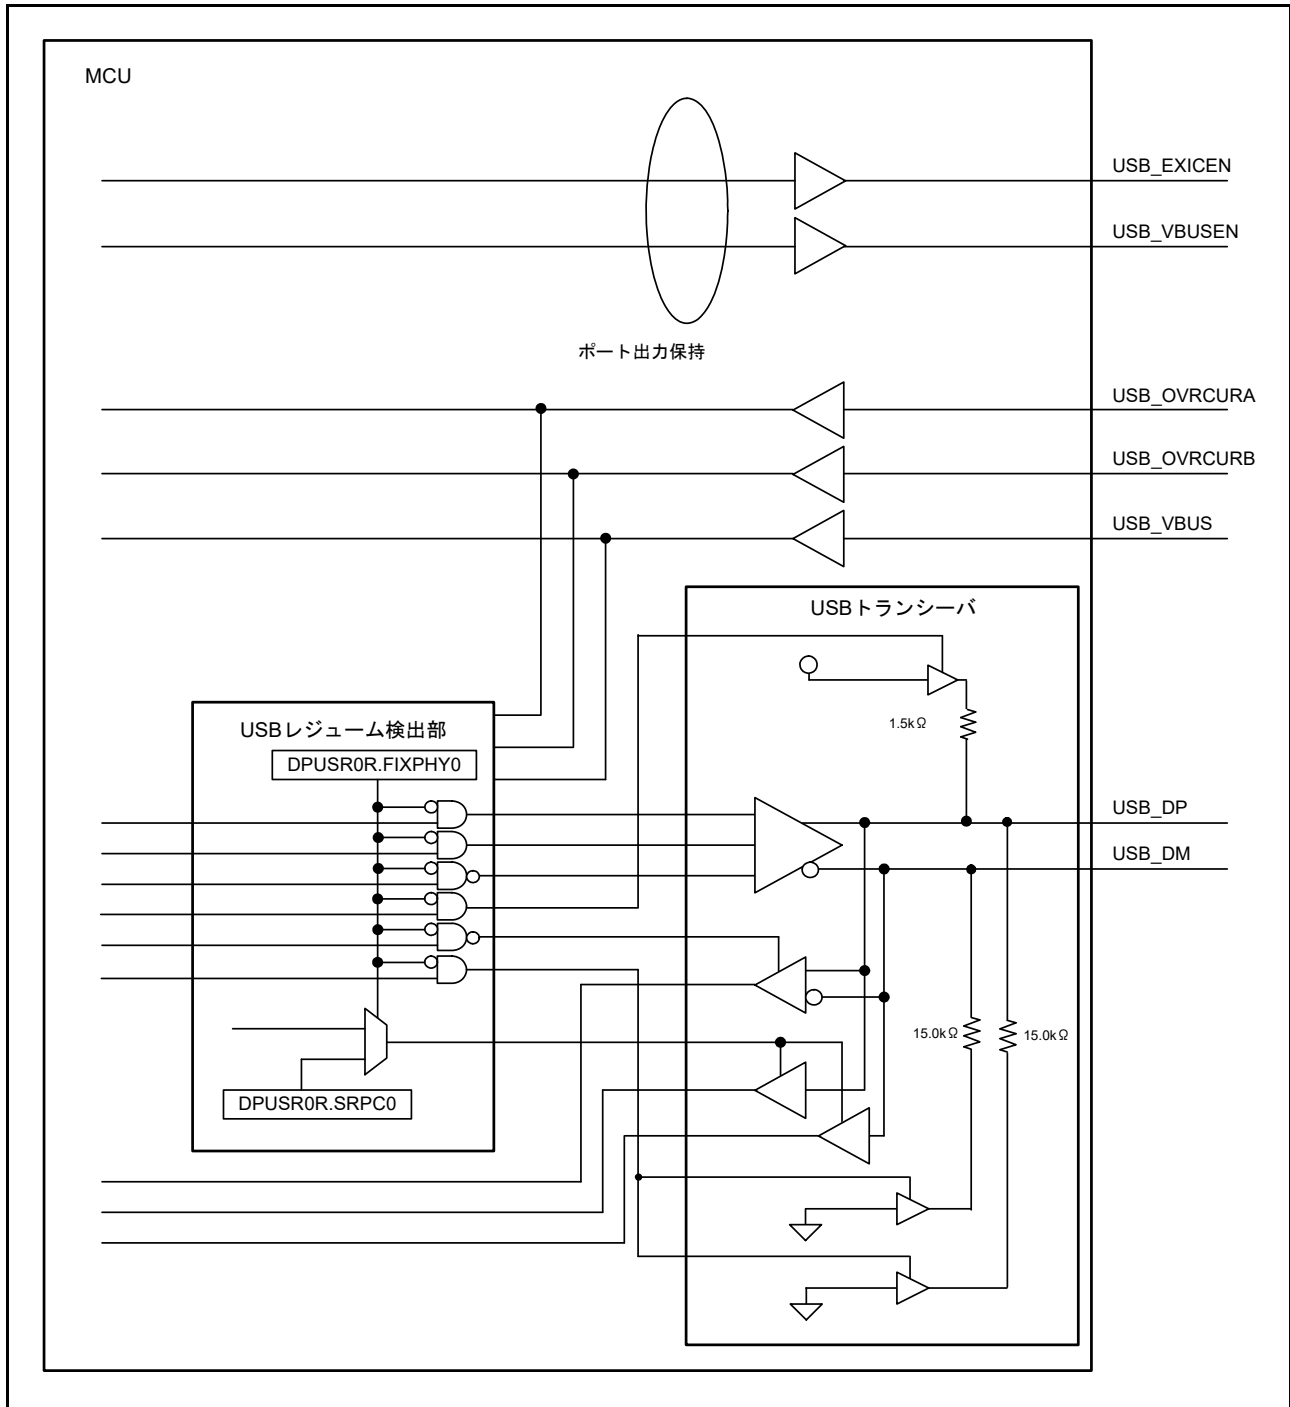 MCU
USB_EXICEN
USB_VBUSEN
ポート出力保持
USB_OVRCURA
USB_OVRCURB
USB_VBUS
USBトランシーバ
1.5kΩ
USBレジューム検出部
DPUSR0R.FIXPHY0
USB_DP
USB_DM
15.0kΩ
15.0kΩ
DPUSR0R.SRPC0